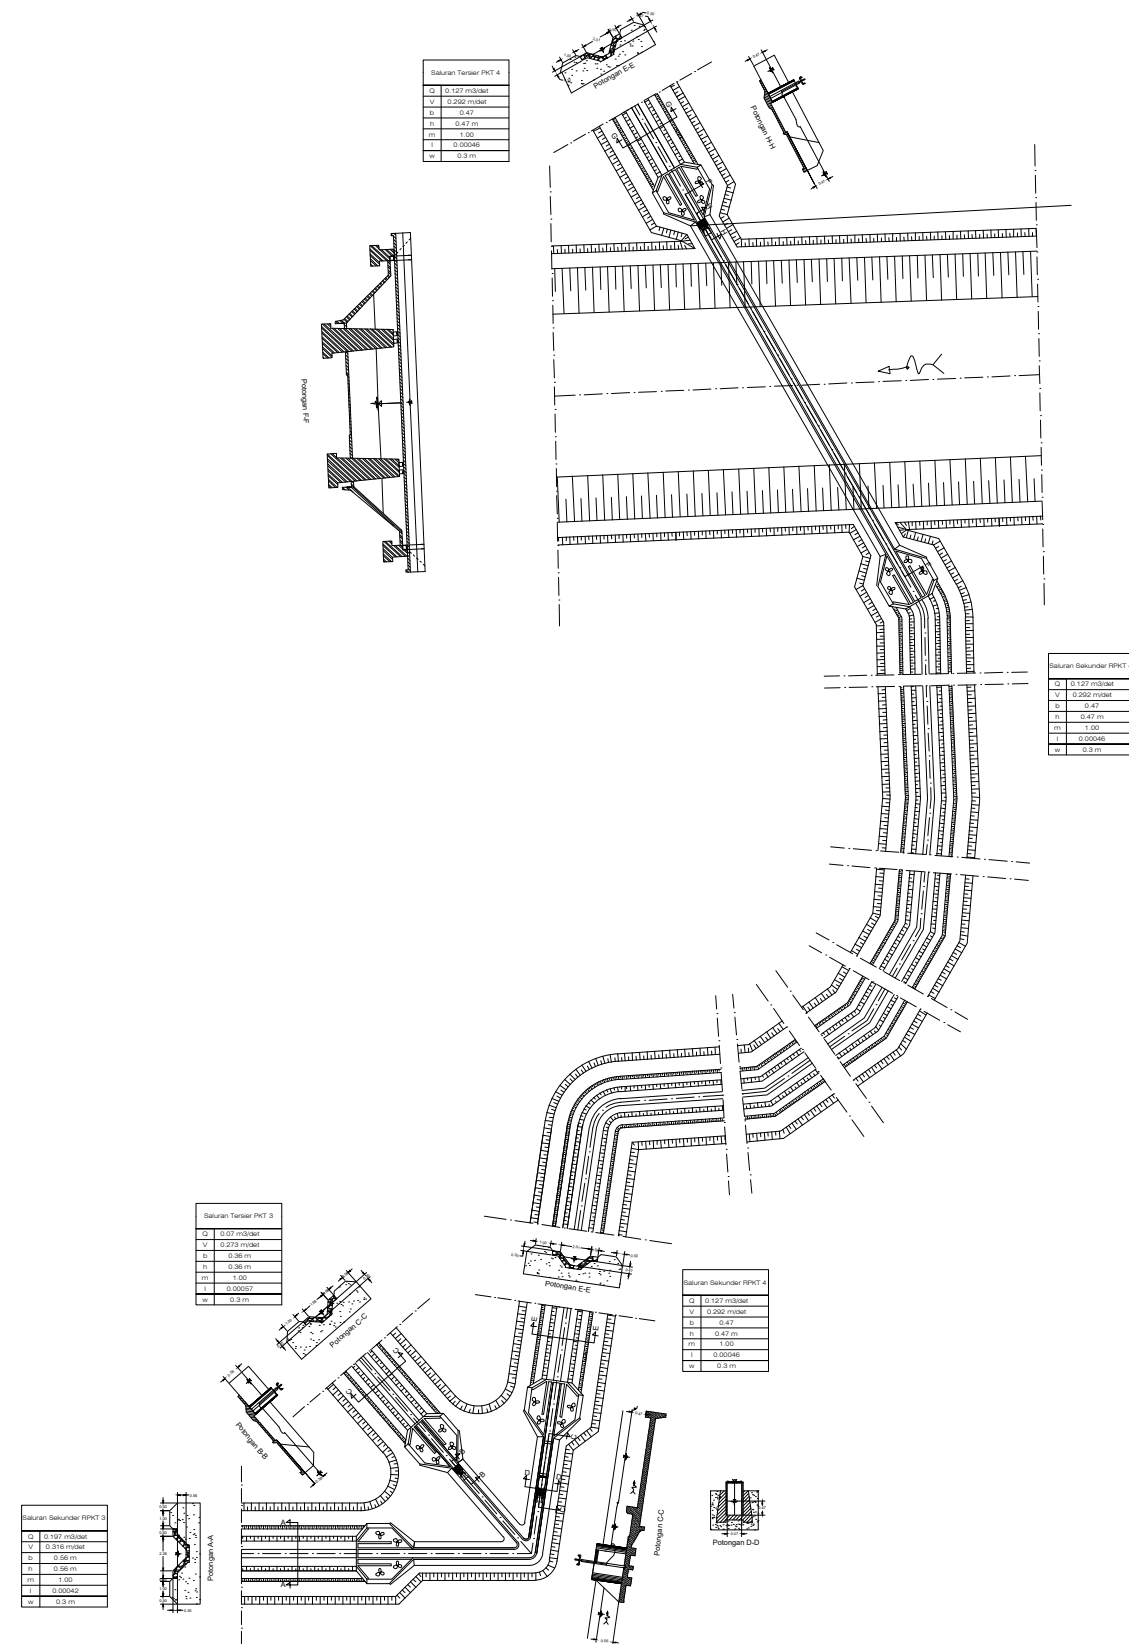 Saluran Tersier PKT 4
Q 0.127 m3/det
V 0.292 m/det
b 0.47
h 0.47 m
m 1.00
I 0.00046
w 0.3 m
Potongan E-E
Potongan H-H
G
G
Potongan F-F
Saluran Sekunder RPKT
Q 0.127 m3/det
V 0.292 m/det
b 0.47
h 0.47 m
m 1.00
I 0.00046
w 0.3 m
Saluran Tersier PKT 3
Q 0.07 m3/det
V 0.273 m/det
b 0.36 m
h 0.36 m
m 1.00
I 0.00057
w 0.3 m
Potongan E-E
Saluran Sekunder RPKT 4
Q 0.127 m3/det
V 0.292 m/det
b 0.47
h 0.47 m
m 1.00
I 0.00046
w 0.3 m
E
E
Potongan C-C
C
C
Potongan B-B
B
D
Potongan C-C
Potongan D-D
Saluran Sekunder RPKT 3
Q 0.197 m3/det
V 0.316 m/det
b 0.56 m
h 0.56 m
m 1.00
I 0.00042
w 0.3 m
Potongan A-A
A
A